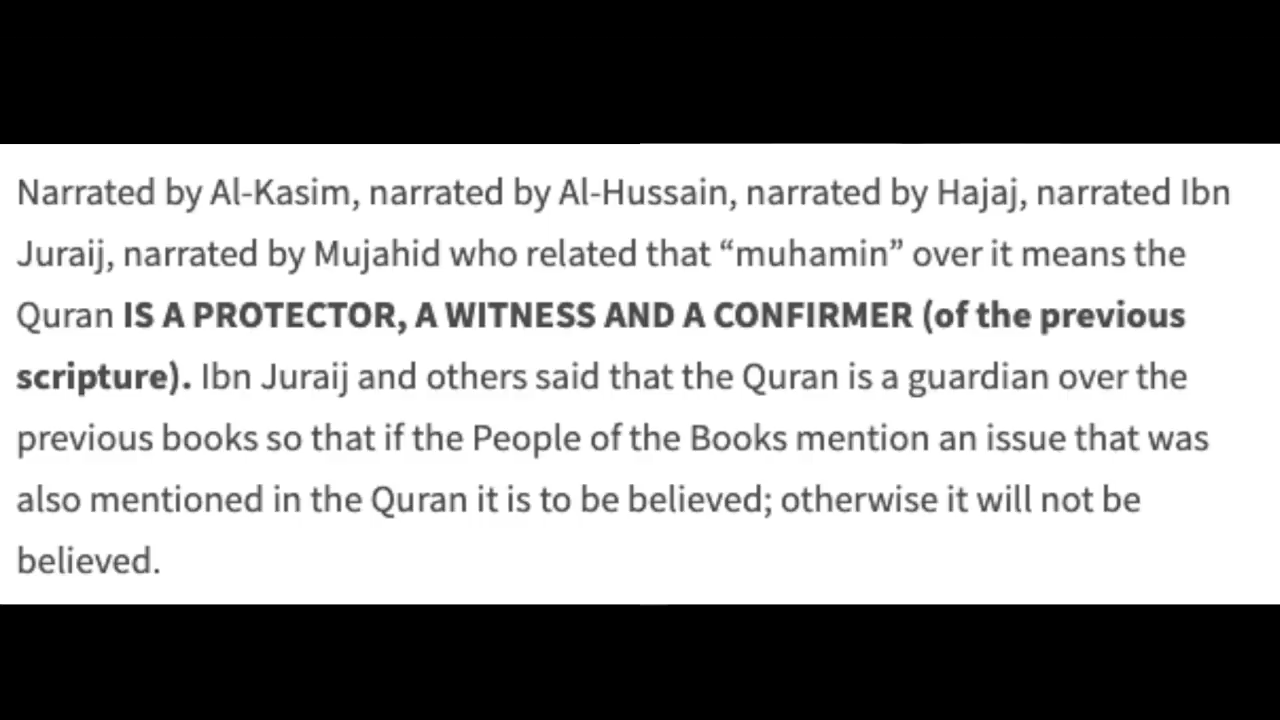 Narrated by Al-Kasim, narrated by Al-Hussain, narrated by Hajaj, narrated Ibn
Juraij, narrated by Mujahid who related that “muhamin” over it means the
Quran IS A PROTECTOR, A WITNESS AND A CONFIRMER (of the previous
scripture). Ibn Juraij and others said that the Quran is a guardian over the
previous books so that if the People of the Books mention an issue that was
also mentioned in the Quran it is to be believed; otherwise it will not be
believed.